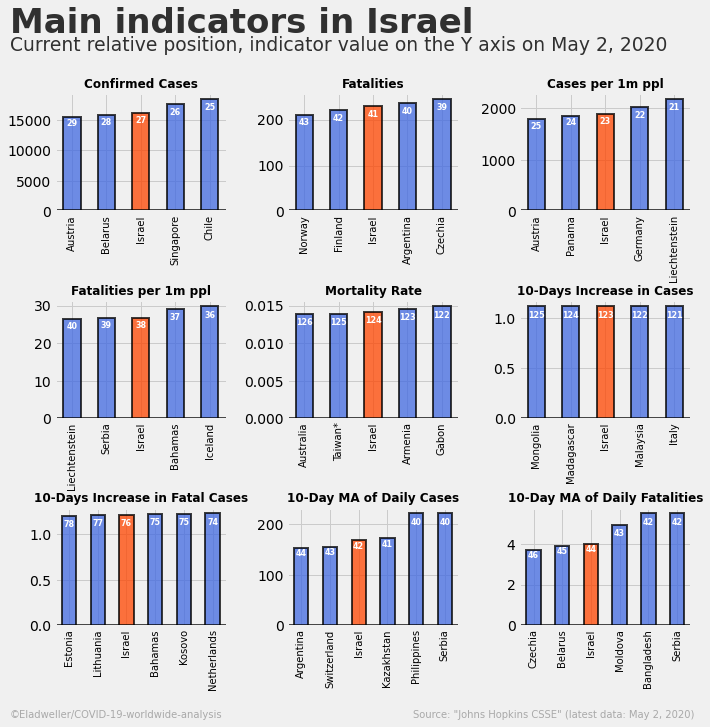 Main indicators in Israel
Current relative position, indicator value on the Y axis on May 2, 2020
Confirmed Cases
15000
10000
5000
0
29 28 27 26 25
Austria Belarus Israel Singapore Chile
Fatalities
200
100
0
43 42 41 40 39
Norway Finland Israel Argentina Czechia
Cases per 1m ppl
2000
1000
0
25 24 23 22 21
Austria Panama Israel Germany Liechtenstein
Fatalities per 1m ppl
30
20
10
0
40 39 38 37 36
Liechtenstein Serbia Israel Bahamas Iceland
Mortality Rate
0.015
0.010
0.005
0.000
126 125 124 123 122
Australia Taiwan* Israel Armenia Gabon
10-Days Increase in Cases
1.0
0.5
0.0
125 124 123 122 121
Mongolia Madagascar Israel Malaysia Italy
10-Days Increase in Fatal Cases
1.0
0.5
0.0
78 77 76 75 75 74
Estonia Lithuania Israel Bahamas Kosovo Netherlands
10-Day MA of Daily Cases
200
100
0
44 43 42 41 40 40
Argentina Switzerland Israel Kazakhstan Philippines Serbia
10-Day MA of Daily Fatalities
4
2
0
46 45 44 43 42 42
Czechia Belarus Israel Moldova Bangladesh Serbia
©Eladweller/COVID-19-worldwide-analysis
Source: "Johns Hopkins CSSE" (latest data: May 2, 2020)